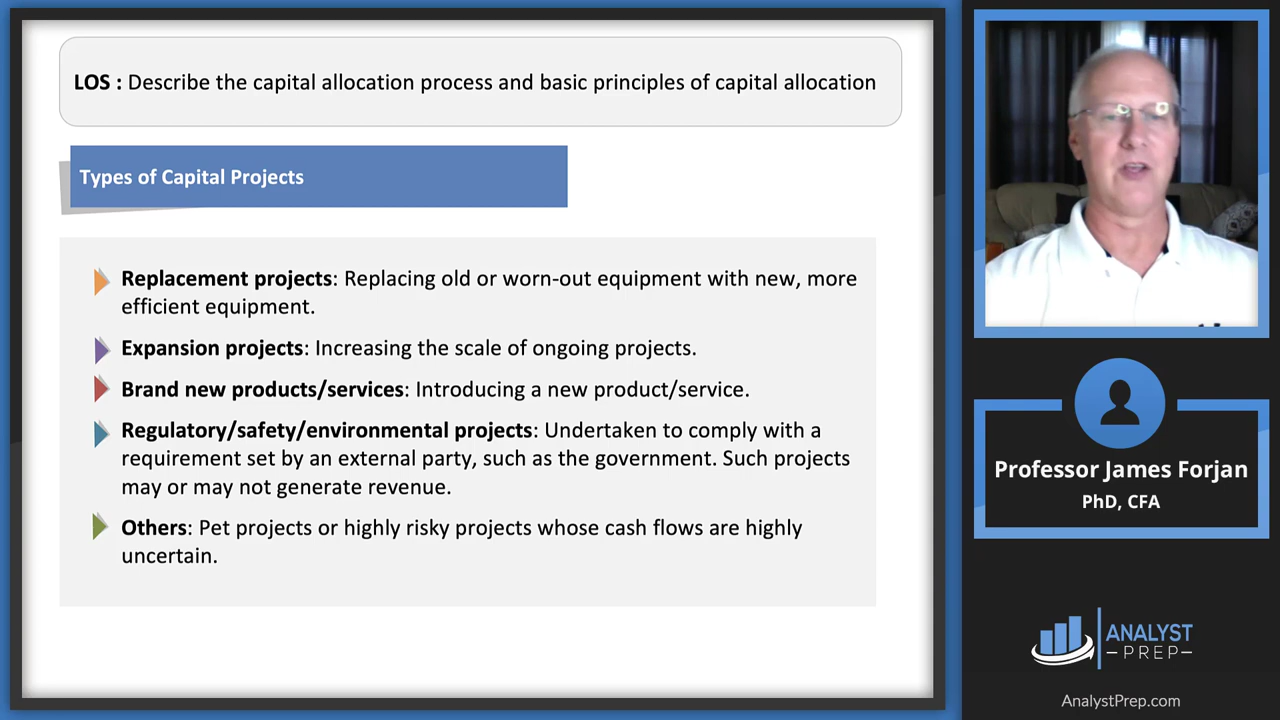 LOS : Describe the capital allocation process and basic principles of capital allocation
Types of Capital Projects
Replacement projects: Replacing old or worn-out equipment with new, more
efficient equipment.
Expansion projects: Increasing the scale of ongoing projects.
Brand new products/services: Introducing a new product/service.
Regulatory/safety/environmental projects: Undertaken to comply with a
requirement set by an external party, such as the government. Such projects
may or may not generate revenue.
Others: Pet projects or highly risky projects whose cash flows are highly
uncertain.
Professor James Forjan
PhD, CFA
ANALYST
PREP
AnalystPrep.com